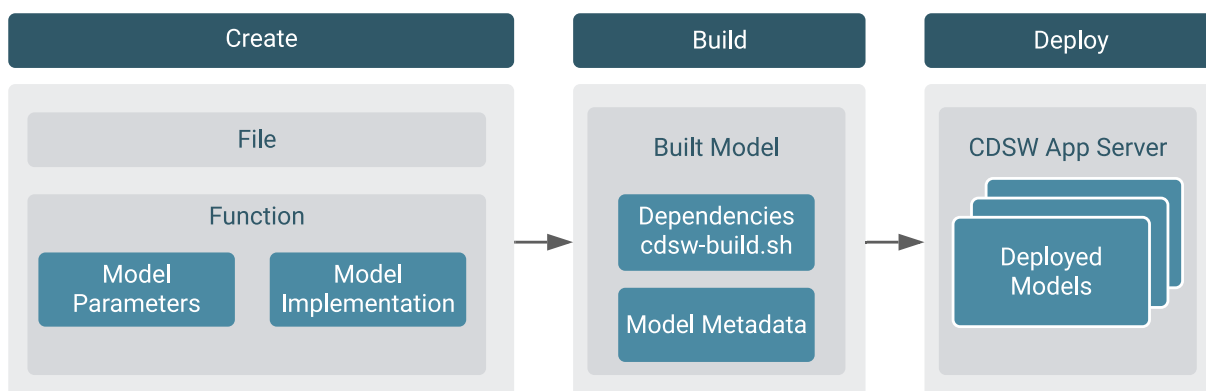 Create
File
Function
Model
Parameters
Model
Implementation
Build
Built Model
Dependencies
cdsw-build.sh
Model Metadata
Deploy
CDSW App Server
Deployed
Models